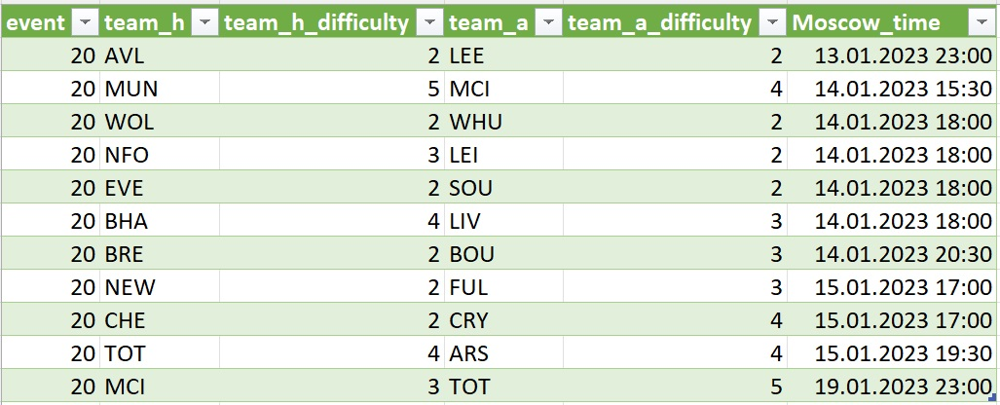 event team_h team_h_difficulty team_a team_a_difficulty Moscow_time
20 AVL 2 LEE 2 13.01.2023 23:00
20 MUN 5 MCI 4 14.01.2023 15:30
20 WOL 2 WHU 2 14.01.2023 18:00
20 NFO 3 LEI 2 14.01.2023 18:00
20 EVE 2 SOU 2 14.01.2023 18:00
20 BHA 4 LIV 3 14.01.2023 18:00
20 BRE 2 BOU 3 14.01.2023 20:30
20 NEW 2 FUL 3 15.01.2023 17:00
20 CHE 2 CRY 4 15.01.2023 17:00
20 TOT 4 ARS 4 15.01.2023 19:30
20 MCI 3 TOT 5 19.01.2023 23:00